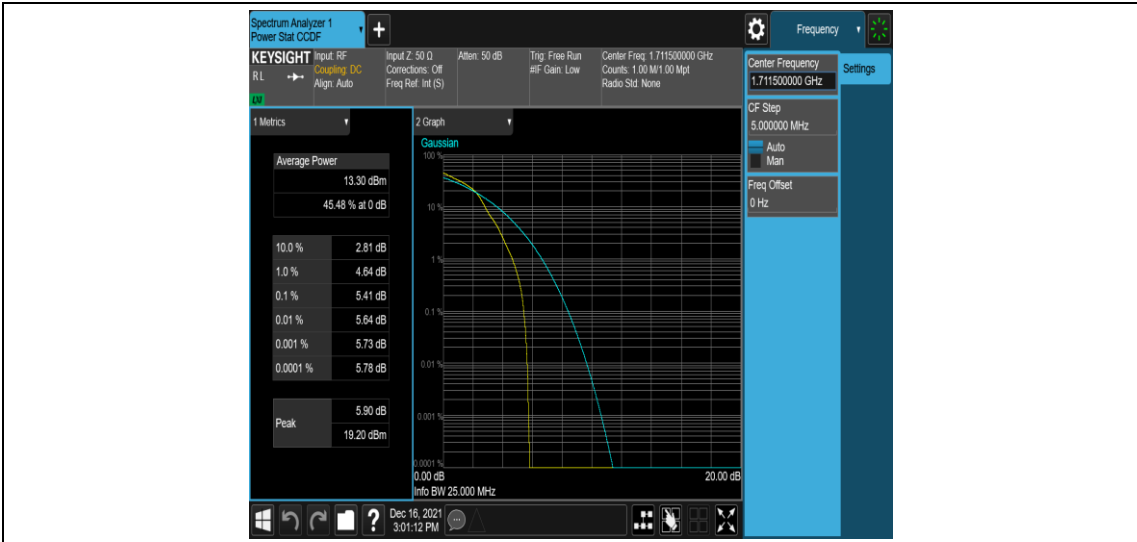 Spectrum Analyzer 1
Power Stat CCDF
+
Frequency
KEYSIGHT
Input: RF
Coupling: DC
Align: Auto
Input Z: 50 Ω
Corrections: Off
Freq Ref: Int (S)
Atten: 50 dB
Trig: Free Run
#IF Gain: Low
Center Freq: 1.711500000 GHz
Counts: 1.00 M/1.00 Mpt
Radio Std: None
R L
LXI
Center Frequency
1.711500000 GHz
Settings
CF Step
5.000000 MHz
Auto
Man
Freq Offset
0 Hz
1 Metrics
Average Power
13.30 dBm
45.48 % at 0 dB
10.0 % 2.81 dB
1.0 % 4.64 dB
0.1 % 5.41 dB
0.01 % 5.64 dB
0.001 % 5.73 dB
0.0001 % 5.78 dB
Peak 5.90 dB
19.20 dBm
2 Graph
Gaussian
100 %
10 %
1 %
0.1 %
0.01 %
0.001 %
0.0001 %
0.00 dB 20.00 dB
Info BW 25.000 MHz
?
Dec 16, 2021
3:01:12 PM